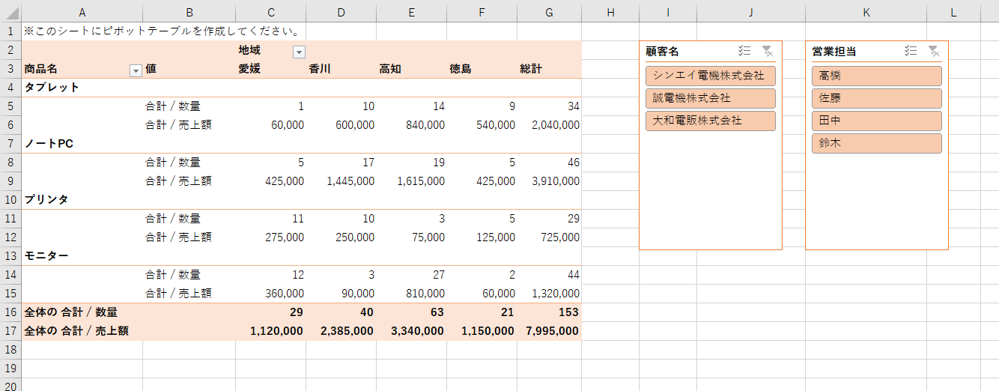 A B C D E F G H I J K L
1 ※このシートにピボットテーブルを作成してください。
2 地域
3 商品名 値 愛媛 香川 高知 徳島 総計
4 タブレット
5 合計 / 数量 1 10 14 9 34
6 合計 / 売上額 60,000 600,000 840,000 540,000 2,040,000
7 ノートPC
8 合計 / 数量 5 17 19 5 46
9 合計 / 売上額 425,000 1,445,000 1,615,000 425,000 3,910,000
10 プリンタ
11 合計 / 数量 11 10 3 5 29
12 合計 / 売上額 275,000 250,000 75,000 125,000 725,000
13 モニター
14 合計 / 数量 12 3 27 2 44
15 合計 / 売上額 360,000 90,000 810,000 60,000 1,320,000
16 全体の 合計 / 数量 29 40 63 21 153
17 全体の 合計 / 売上額 1,120,000 2,385,000 3,340,000 1,150,000 7,995,000
18
19
20
顧客名
シンエイ電機株式会社
誠電機株式会社
大和電販株式会社
営業担当
高橋
佐藤
田中
鈴木